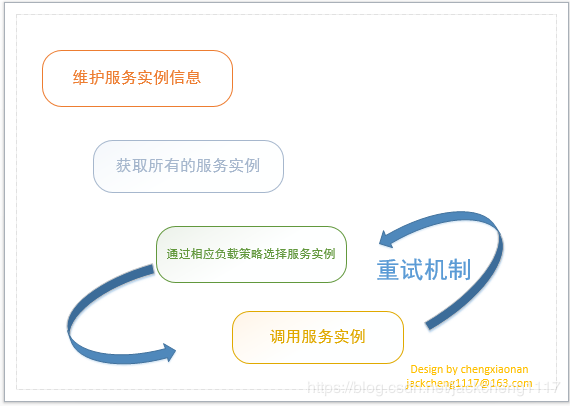 维护服务实例信息
获取所有的服务实例
通过相应负载策略选择服务实例
重试机制
调用服务实例
Design by chengxiaonan
jackcheng1117@163.com
https://blog.csdn.net/jackcheng1117